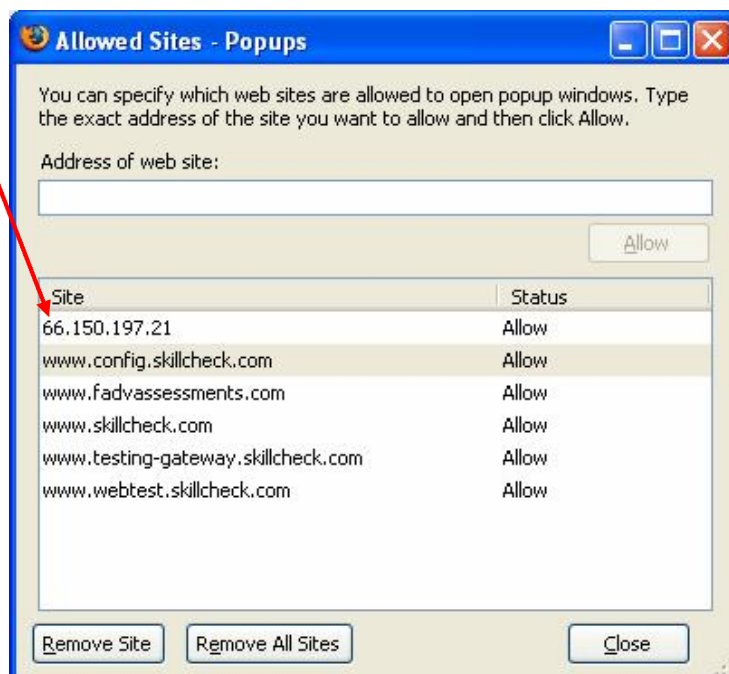 Allowed Sites - Popups
You can specify which web sites are allowed to open popup windows. Type
the exact address of the site you want to allow and then click Allow.
Address of web site:
Allow
Site Status
66.150.197.21 Allow
www.config.skillcheck.com Allow
www.fadvassessments.com Allow
www.skillcheck.com Allow
www.testing-gateway.skillcheck.com Allow
www.webtest.skillcheck.com Allow
Remove Site Remove All Sites Close